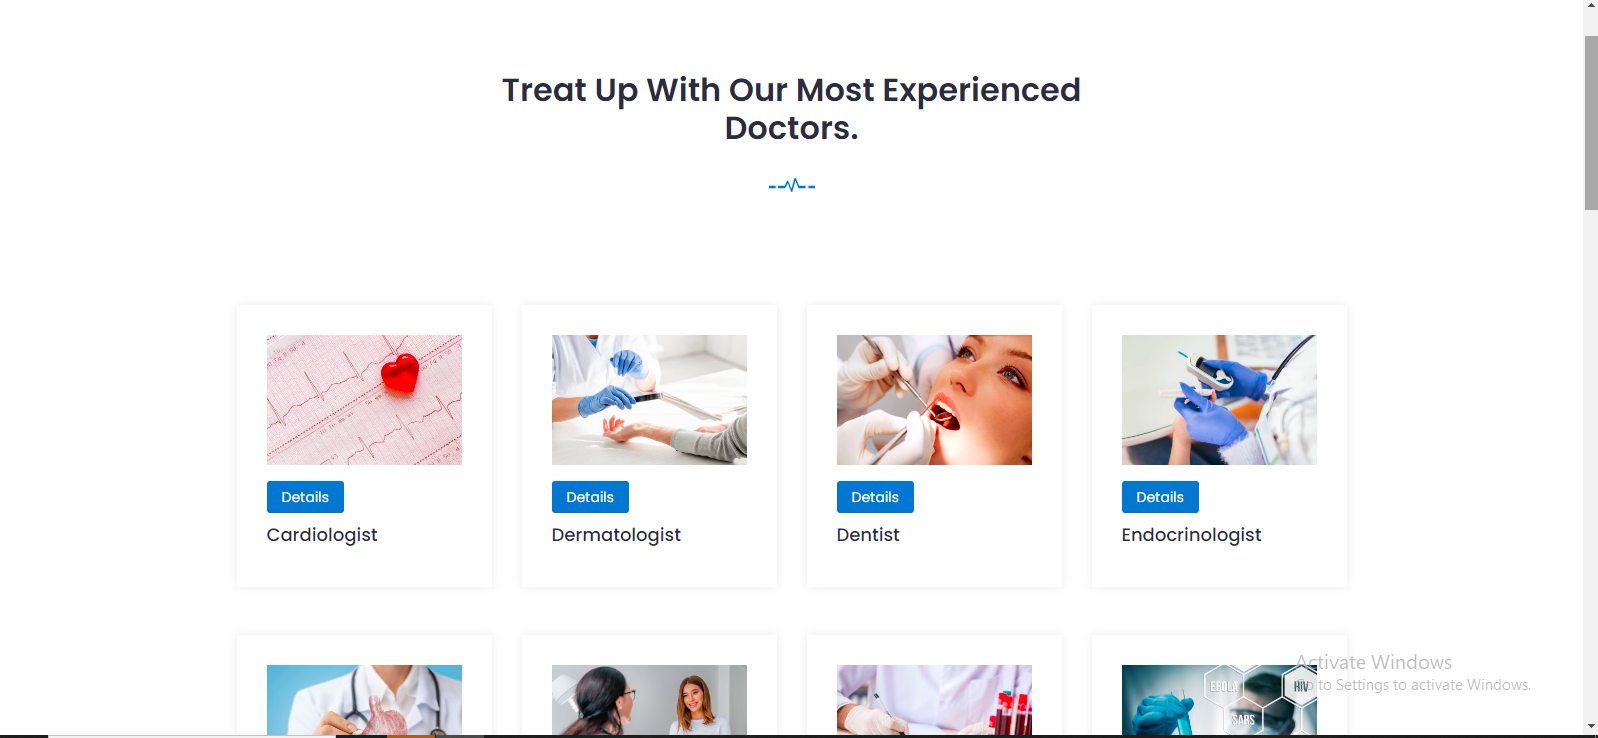 Treat Up With Our Most Experienced
Doctors.
Details
Details
Details
Details
Cardiologist
Dermatologist
Dentist
Endocrinologist
EBOLA
HIV
SARS
Activate Windows
Go to Settings to activate Windows.